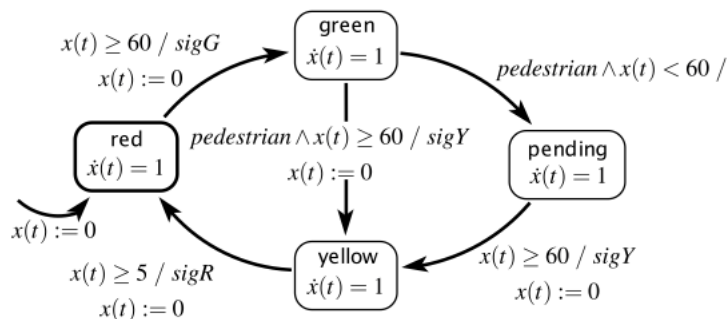 green
ẋ(t) = 1
x(t) ≥ 60 / sigG
x(t) := 0
pedestrian ∧ x(t) < 60 /
red
ẋ(t) = 1
pedestrian ∧ x(t) ≥ 60 / sigY
x(t) := 0
pending
ẋ(t) = 1
x(t) := 0
yellow
ẋ(t) = 1
x(t) ≥ 5 / sigR
x(t) := 0
x(t) ≥ 60 / sigY
x(t) := 0